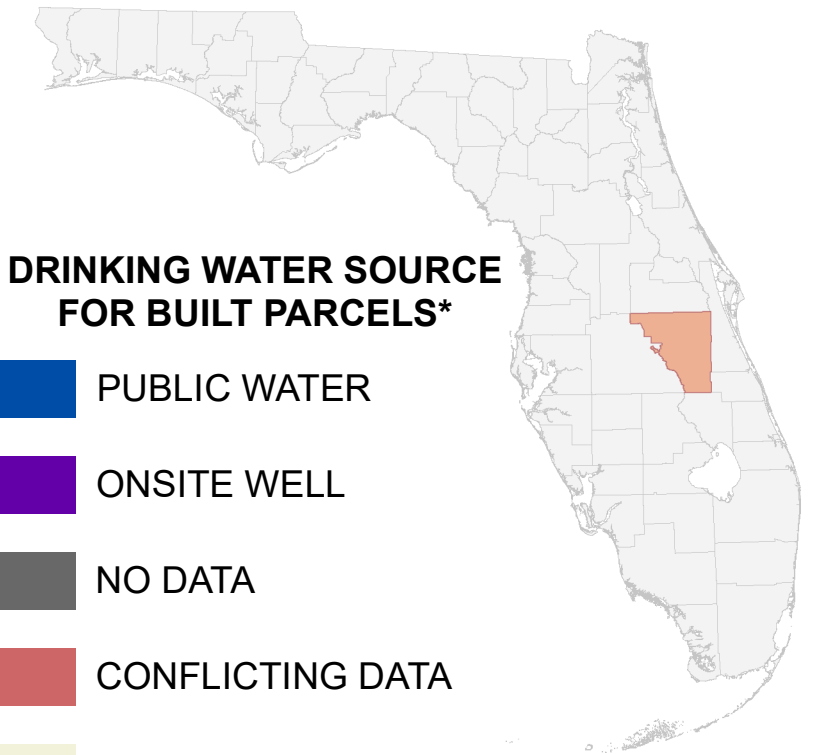 DRINKING WATER SOURCE
FOR BUILT PARCELS*
PUBLIC WATER
ONSITE WELL
NO DATA
CONFLICTING DATA